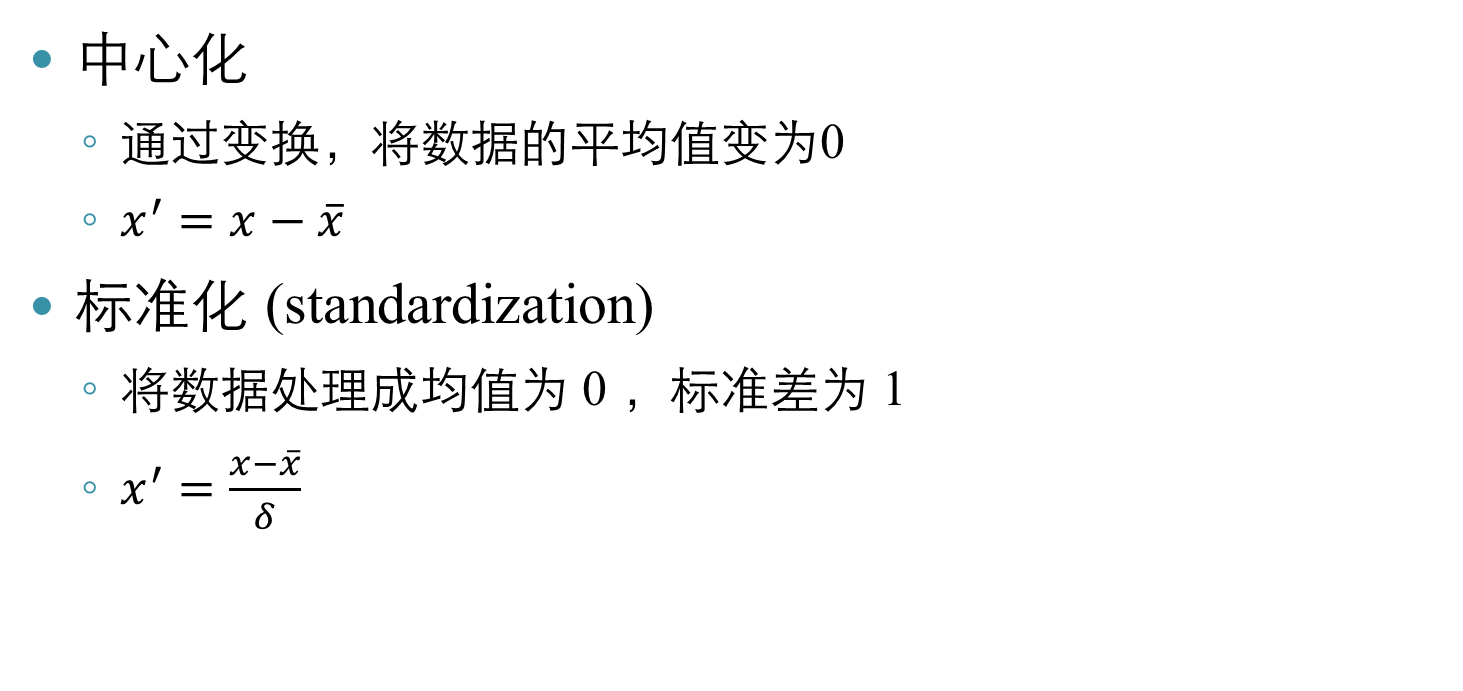 • 中心化
◦ 通过变换，将数据的平均值变为0
◦ x′ = x − x̄
• 标准化 (standardization)
◦ 将数据处理成均值为 0 ，标准差为 1
◦ x′ = (x−x̄)/δ